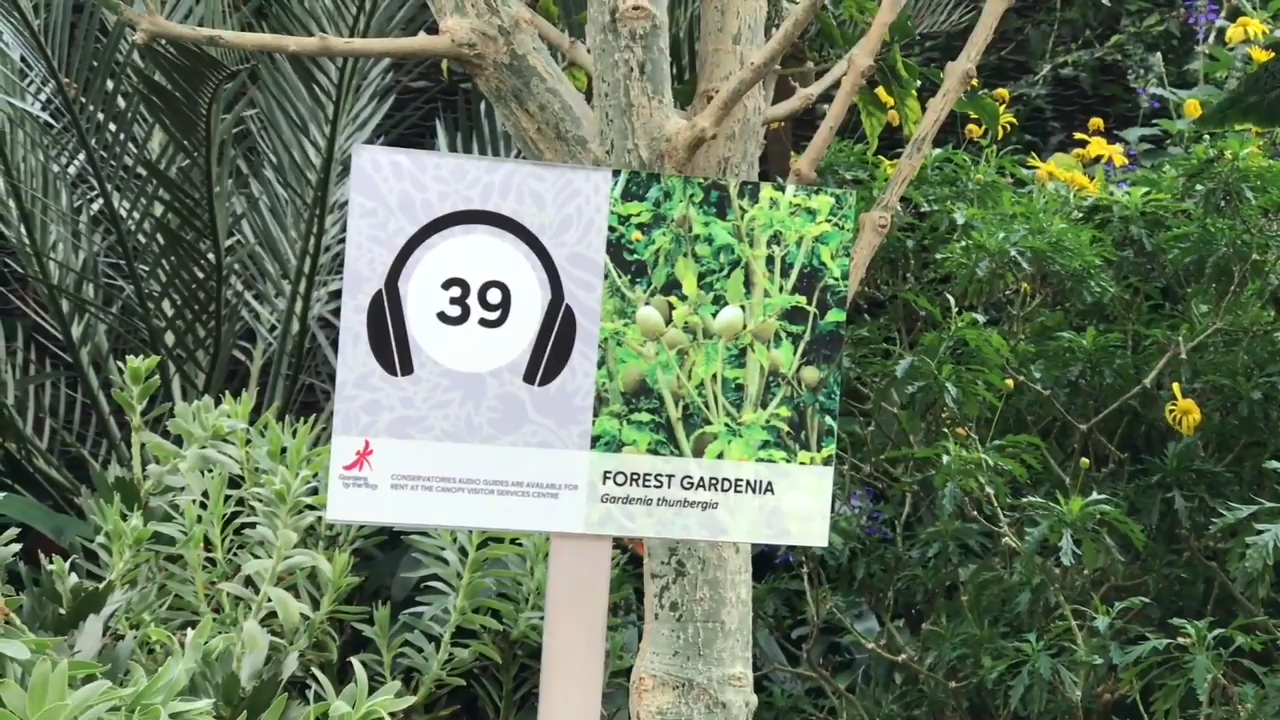 39
Gardens
by the Bay
CONSERVATORIES AUDIO GUIDES ARE AVAILABLE FOR
RENT AT THE CANOPY VISITOR SERVICES CENTRE
FOREST GARDENIA
Gardenia thunbergia